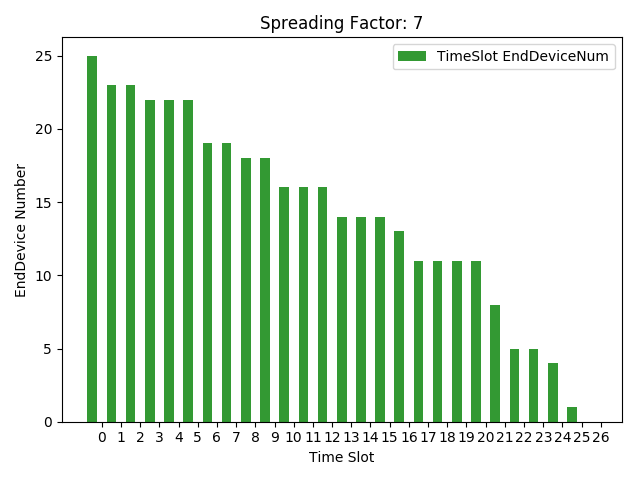 Spreading Factor: 7
TimeSlot EndDeviceNum
EndDevice Number
25
20
15
10
5
0
0 1 2 3 4 5 6 7 8 9 10 11 12 13 14 15 16 17 18 19 20 21 22 23 24 25 26
Time Slot